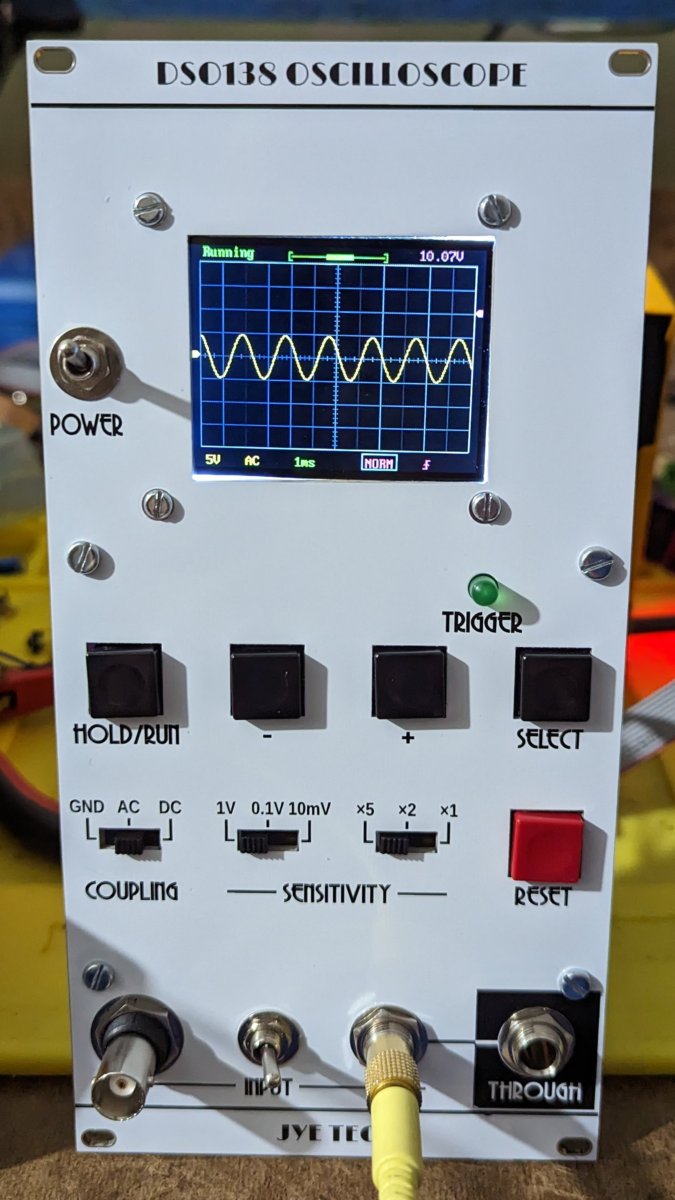 DSO138 OSCILLOSCOPE
Running 10.07V
POWER
5V AC 1ms NORM
TRIGGER
HOLD/RUN - + SELECT
GND AC DC 1V 0.1V 10mV ×5 ×2 ×1
COUPLING SENSITIVITY RESET
INPUT THROUGH
JYE